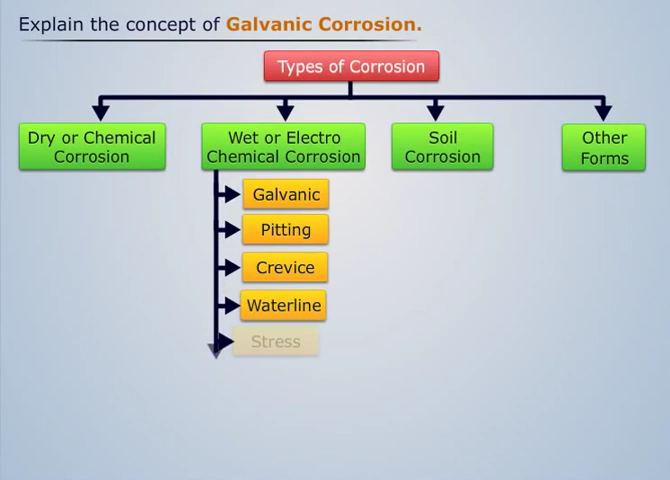 Explain the concept of Galvanic Corrosion.
Types of Corrosion
Dry or Chemical
Corrosion
Wet or Electro
Chemical Corrosion
Soil
Corrosion
Other
Forms
Galvanic
Pitting
Crevice
Waterline
Stress